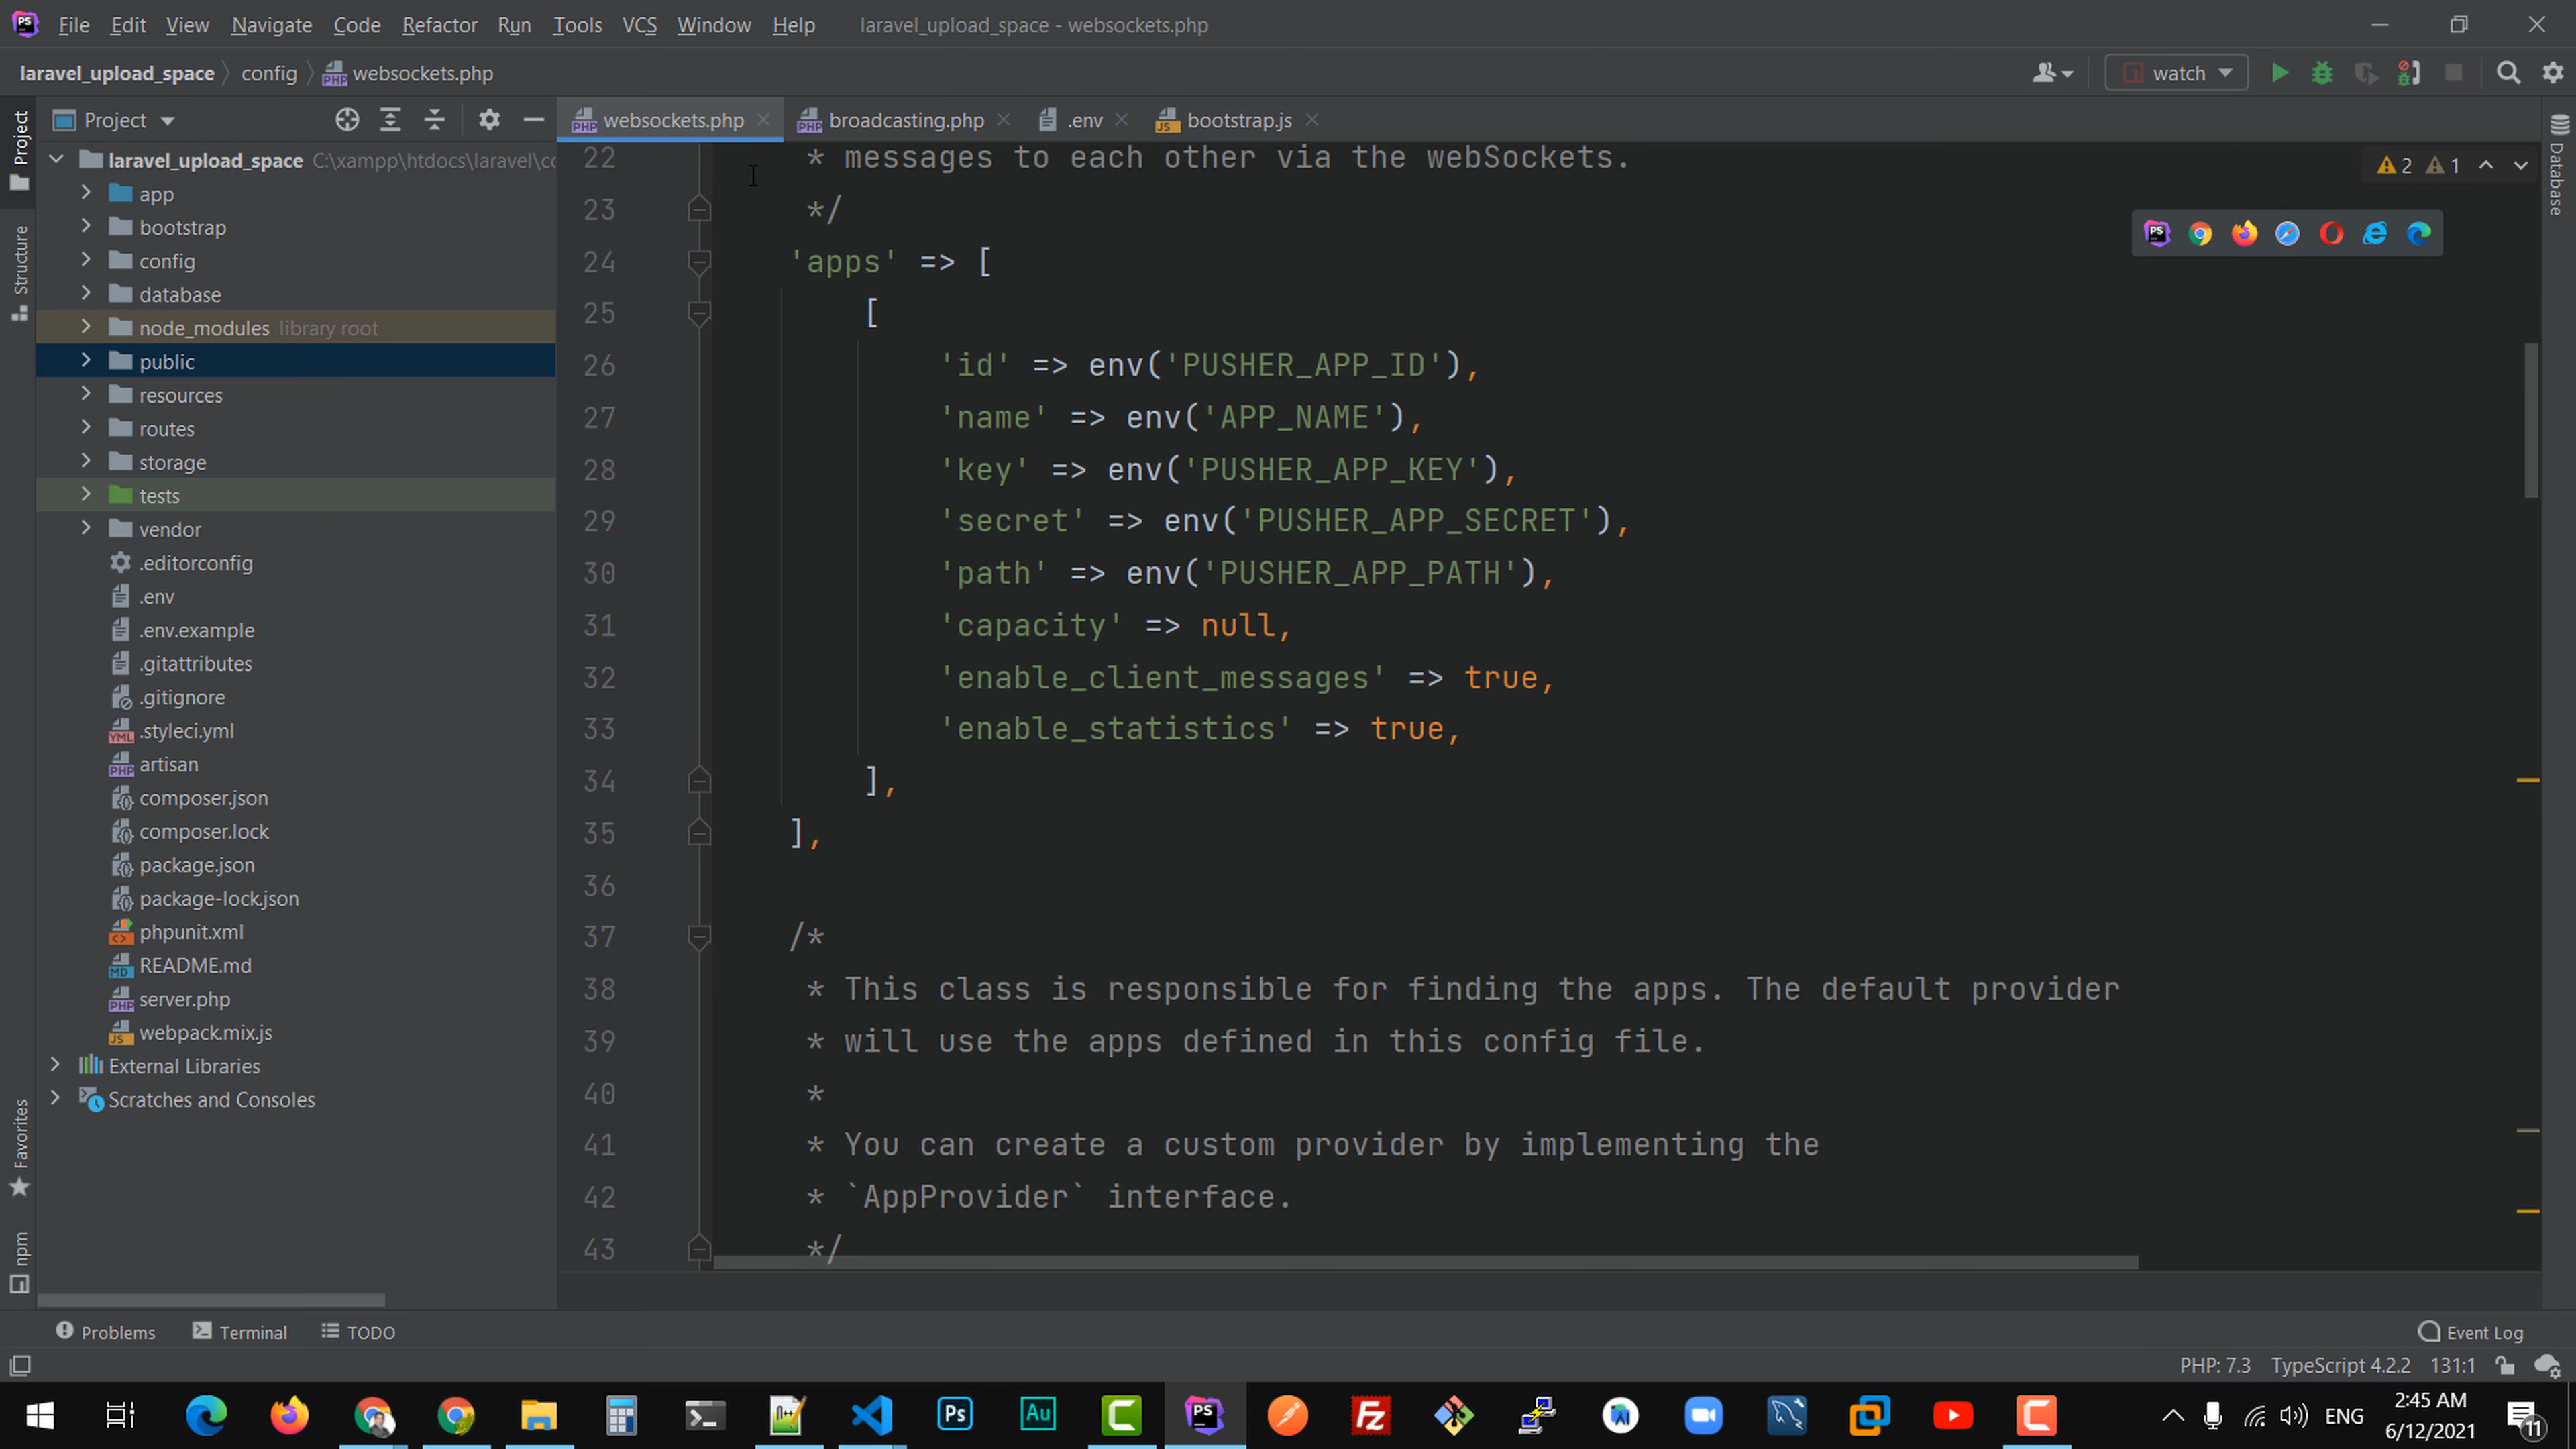 File Edit View Navigate Code Refactor Run Tools VCS Window Help laravel_upload_space - websockets.php
laravel_upload_space config websockets.php watch
Project websockets.php broadcasting.php .env bootstrap.js
Project
Structure
Favorites
npm
Database
laravel_upload_space C:\xampp\htdocs\laravel\cc
app
bootstrap
config
database
node_modules library root
public
resources
routes
storage
tests
vendor
.editorconfig
.env
.env.example
.gitattributes
.gitignore
.styleci.yml
artisan
composer.json
composer.lock
package.json
package-lock.json
phpunit.xml
README.md
server.php
webpack.mix.js
External Libraries
Scratches and Consoles
2 1
22 * messages to each other via the webSockets.
23 */
24 'apps' => [
25 [
26 'id' => env('PUSHER_APP_ID'),
27 'name' => env('APP_NAME'),
28 'key' => env('PUSHER_APP_KEY'),
29 'secret' => env('PUSHER_APP_SECRET'),
30 'path' => env('PUSHER_APP_PATH'),
31 'capacity' => null,
32 'enable_client_messages' => true,
33 'enable_statistics' => true,
34 ],
35 ],
36
37 /*
38 * This class is responsible for finding the apps. The default provider
39 * will use the apps defined in this config file.
40 *
41 * You can create a custom provider by implementing the
42 * `AppProvider` interface.
43 */
Problems Terminal TODO Event Log
PHP: 7.3 TypeScript 4.2.2 131:1
ENG 2:45 AM
6/12/2021 11